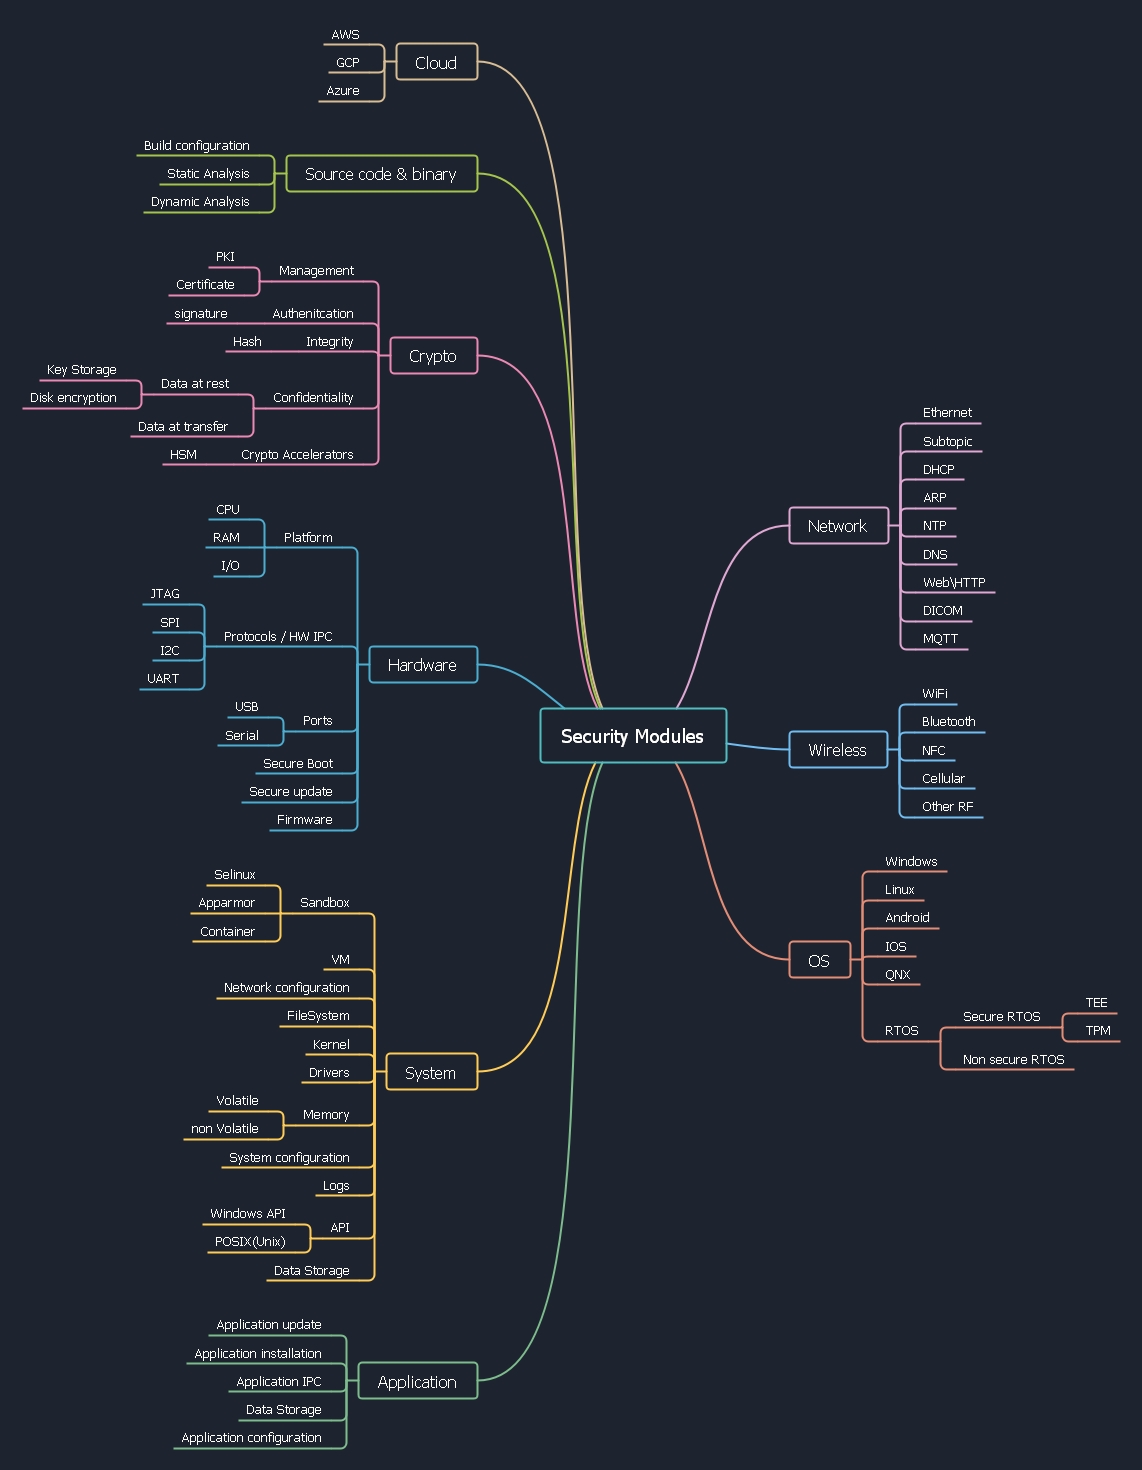 AWS
GCP
Azure
Cloud
Build configuration
Static Analysis
Dynamic Analysis
Source code & binary
PKI
Certificate
Management
signature
Authenitcation
Hash
Integrity
Key Storage
Disk encryption
Data at rest
Data at transfer
Confidentiality
HSM
Crypto Accelerators
Crypto
CPU
RAM
I/O
Platform
JTAG
SPI
I2C
UART
Protocols / HW IPC
USB
Serial
Ports
Secure Boot
Secure update
Firmware
Hardware
Selinux
Apparmor
Container
Sandbox
VM
Network configuration
FileSystem
Kernel
Drivers
Volatile
non Volatile
Memory
System configuration
Logs
Windows API
POSIX(Unix)
API
Data Storage
System
Application update
Application installation
Application IPC
Data Storage
Application configuration
Application
Security Modules
Network
Ethernet
Subtopic
DHCP
ARP
NTP
DNS
Web\HTTP
DICOM
MQTT
Wireless
WiFi
Bluetooth
NFC
Cellular
Other RF
OS
Windows
Linux
Android
IOS
QNX
RTOS
Secure RTOS
TEE
TPM
Non secure RTOS